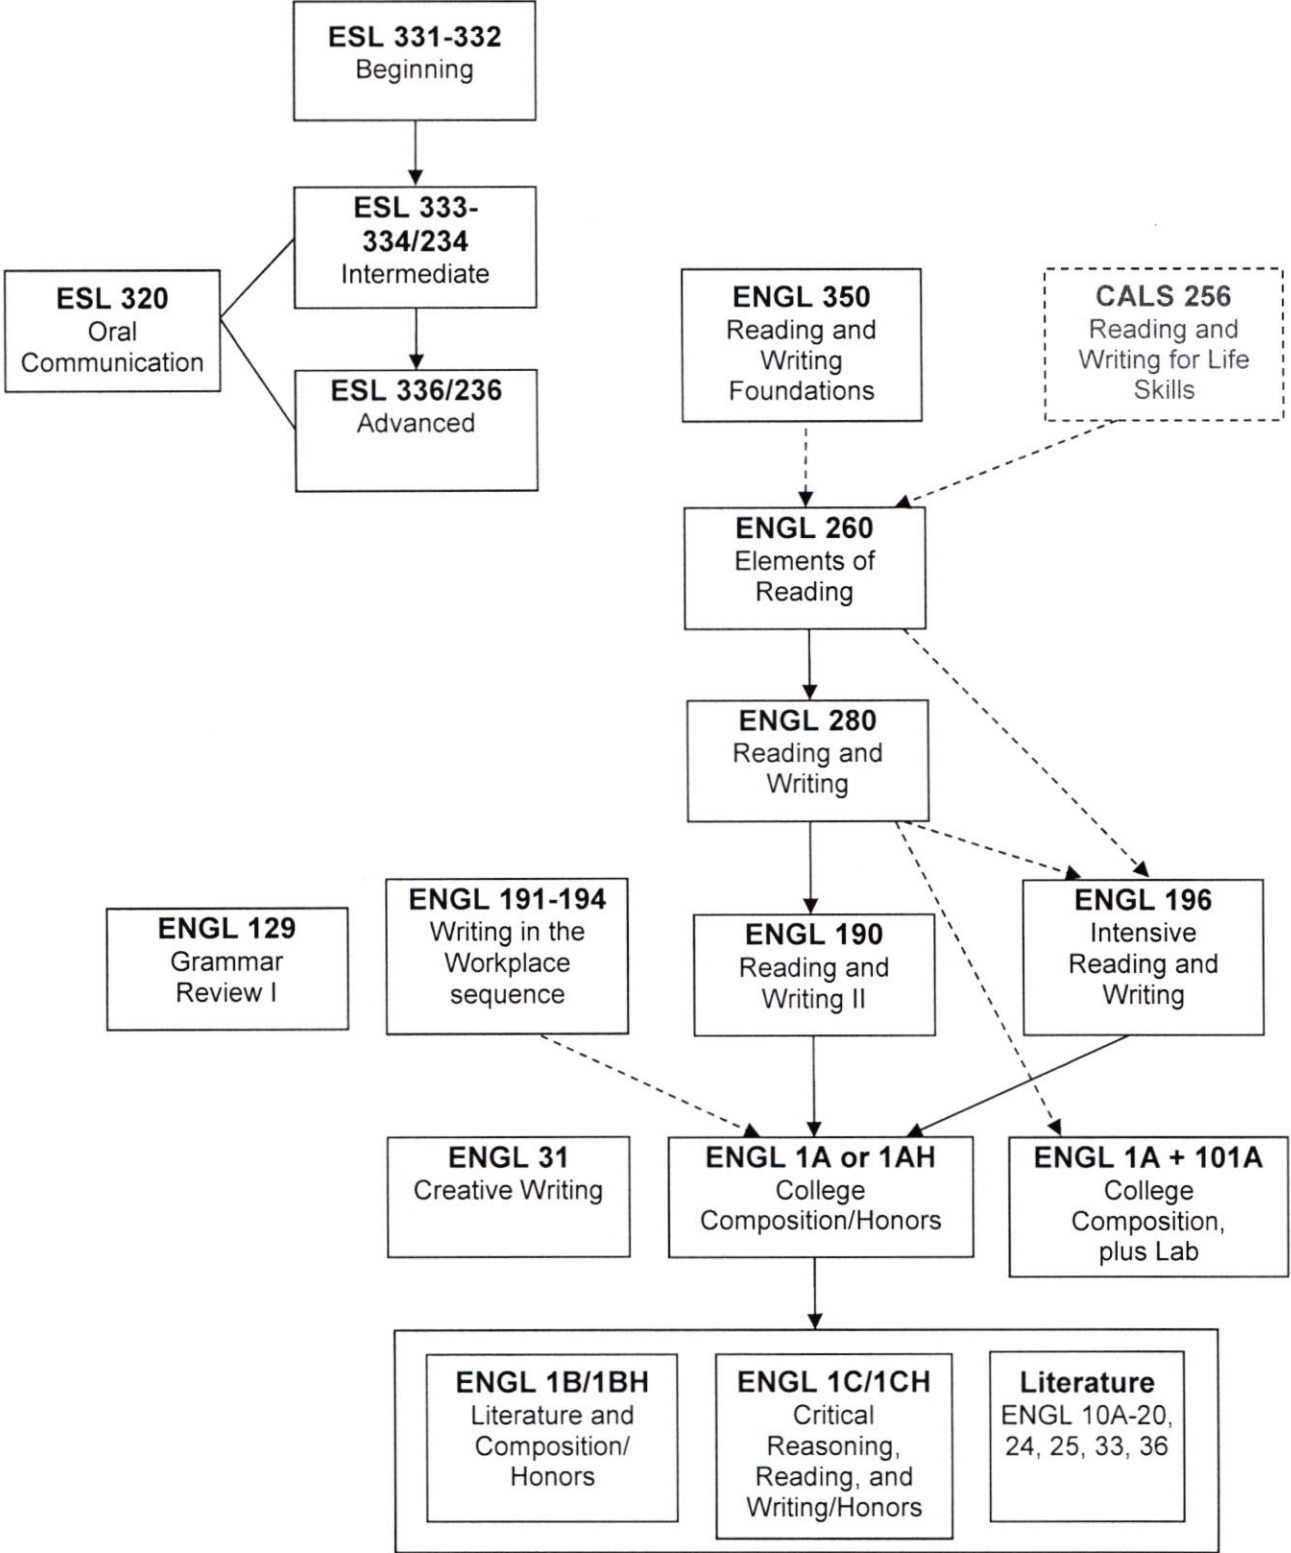 ESL 331-332
Beginning
ESL 333-
334/234
Intermediate
ESL 320
Oral
Communication
ESL 336/236
Advanced
ENGL 350
Reading and
Writing
Foundations
CALS 256
Reading and
Writing for Life
Skills
ENGL 260
Elements of
Reading
ENGL 280
Reading and
Writing
ENGL 129
Grammar
Review I
ENGL 191-194
Writing in the
Workplace
sequence
ENGL 190
Reading and
Writing II
ENGL 196
Intensive
Reading and
Writing
ENGL 31
Creative Writing
ENGL 1A or 1AH
College
Composition/Honors
ENGL 1A + 101A
College
Composition,
plus Lab
ENGL 1B/1BH
Literature and
Composition/
Honors
ENGL 1C/1CH
Critical
Reasoning,
Reading, and
Writing/Honors
Literature
ENGL 10A-20,
24, 25, 33, 36